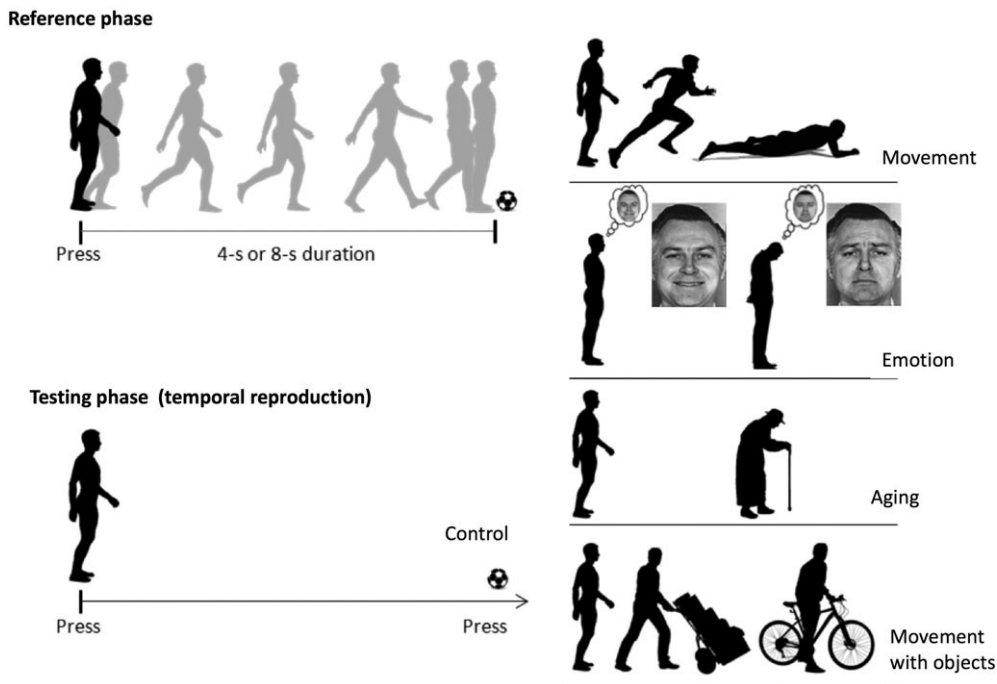 Reference phase
Press
4-s or 8-s duration
Testing phase (temporal reproduction)
Control
Press
Press
Movement
Emotion
Aging
Movement
with objects